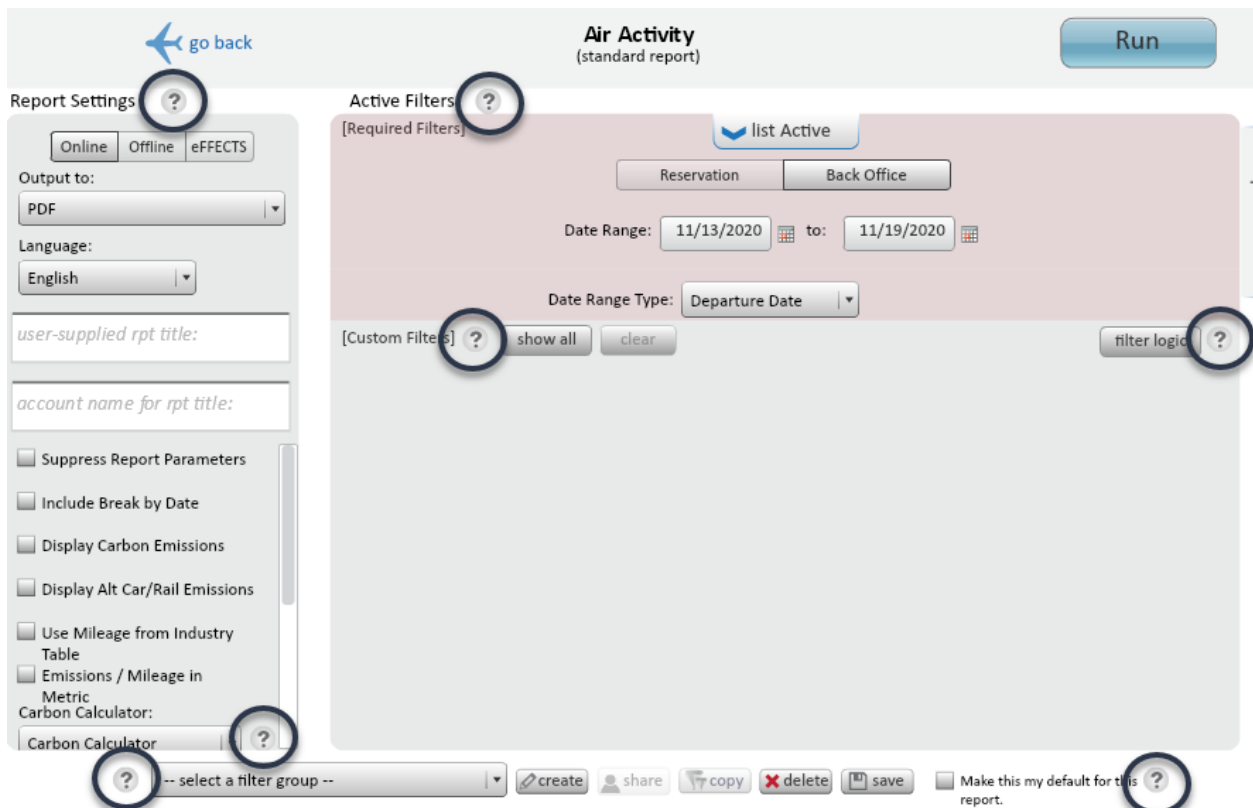 go back
Air Activity
(standard report)
Run
Report Settings ?
Active Filters ?
[Required Filters]
list Active
Online Offline eFFECTS
Reservation Back Office
Output to:
PDF
Date Range: 11/13/2020 to: 11/19/2020
Language:
English
Date Range Type: Departure Date
[Custom Filters] ? show all clear filter logic ?
user-supplied rpt title:
account name for rpt title:
Suppress Report Parameters
Include Break by Date
Display Carbon Emissions
Display Alt Car/Rail Emissions
Use Mileage from Industry
Table
Emissions / Mileage in
Metric
Carbon Calculator:
Carbon Calculator ?
? -- select a filter group -- create share copy delete save Make this my default for this ?
report.